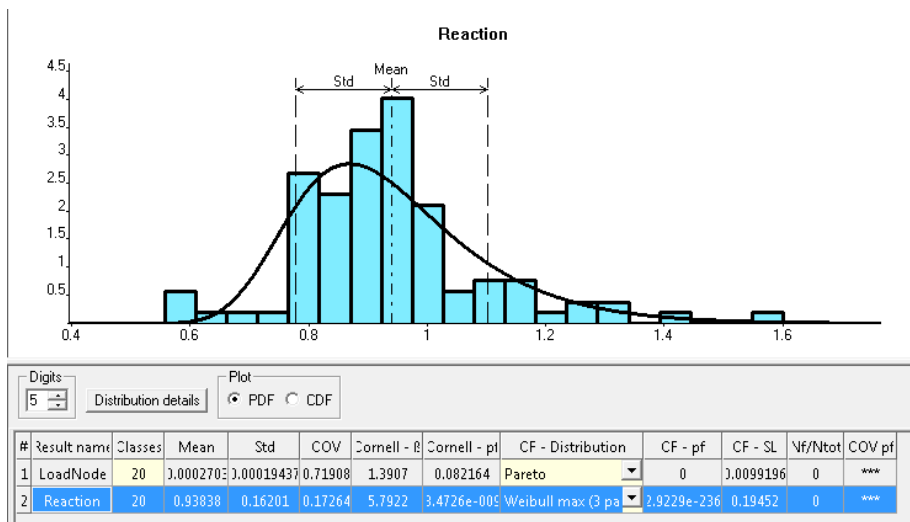 Reaction
4.5
4
3.5
3
2.5
2
1.5
1
0.5
Mean
Std Std
0.4 0.6 0.8 1 1.2 1.4 1.6
Digits Plot
5 Distribution details PDF CDF
# Result name Classes Mean Std COV Cornell - ß Cornell - pf CF - Distribution CF - pf CF - SL Nf/Ntot COV pf
1 LoadNode 20 0.0002703 0.00019437 0.71908 1.3907 0.082164 Pareto 0 0.0099196 0 ***
2 Reaction 20 0.93838 0.16201 0.17264 5.7922 3.4726e-009 Weibull max (3 pa 2.9229e-236 0.19452 0 ***